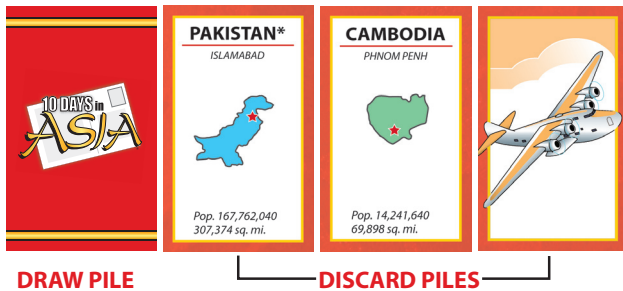 10 DAYS in
ASIA
PAKISTAN*
ISLAMABAD
Pop. 167,762,040
307,374 sq. mi.
CAMBODIA
PHNOM PENH
Pop. 14,241,640
69,898 sq. mi.
DRAW PILE
DISCARD PILES